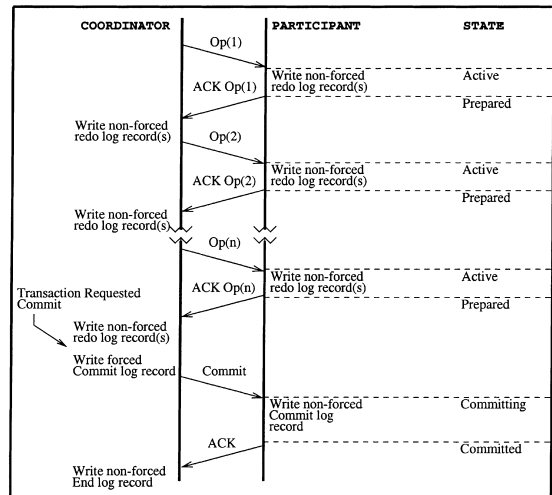 COORDINATOR PARTICIPANT STATE
Op(1)
Write non-forced Active
redo log record(s)
ACK Op(1)
Prepared
Write non-forced
redo log record(s)
Op(2)
Write non-forced Active
redo log record(s)
ACK Op(2)
Prepared
Write non-forced
redo log record(s)
Op(n)
Write non-forced Active
redo log record(s)
ACK Op(n)
Transaction Requested
Commit
Prepared
Write non-forced
redo log record(s)
Write forced
Commit log record
Commit
Write non-forced Committing
Commit log
record
ACK
Committed
Write non-forced
End log record